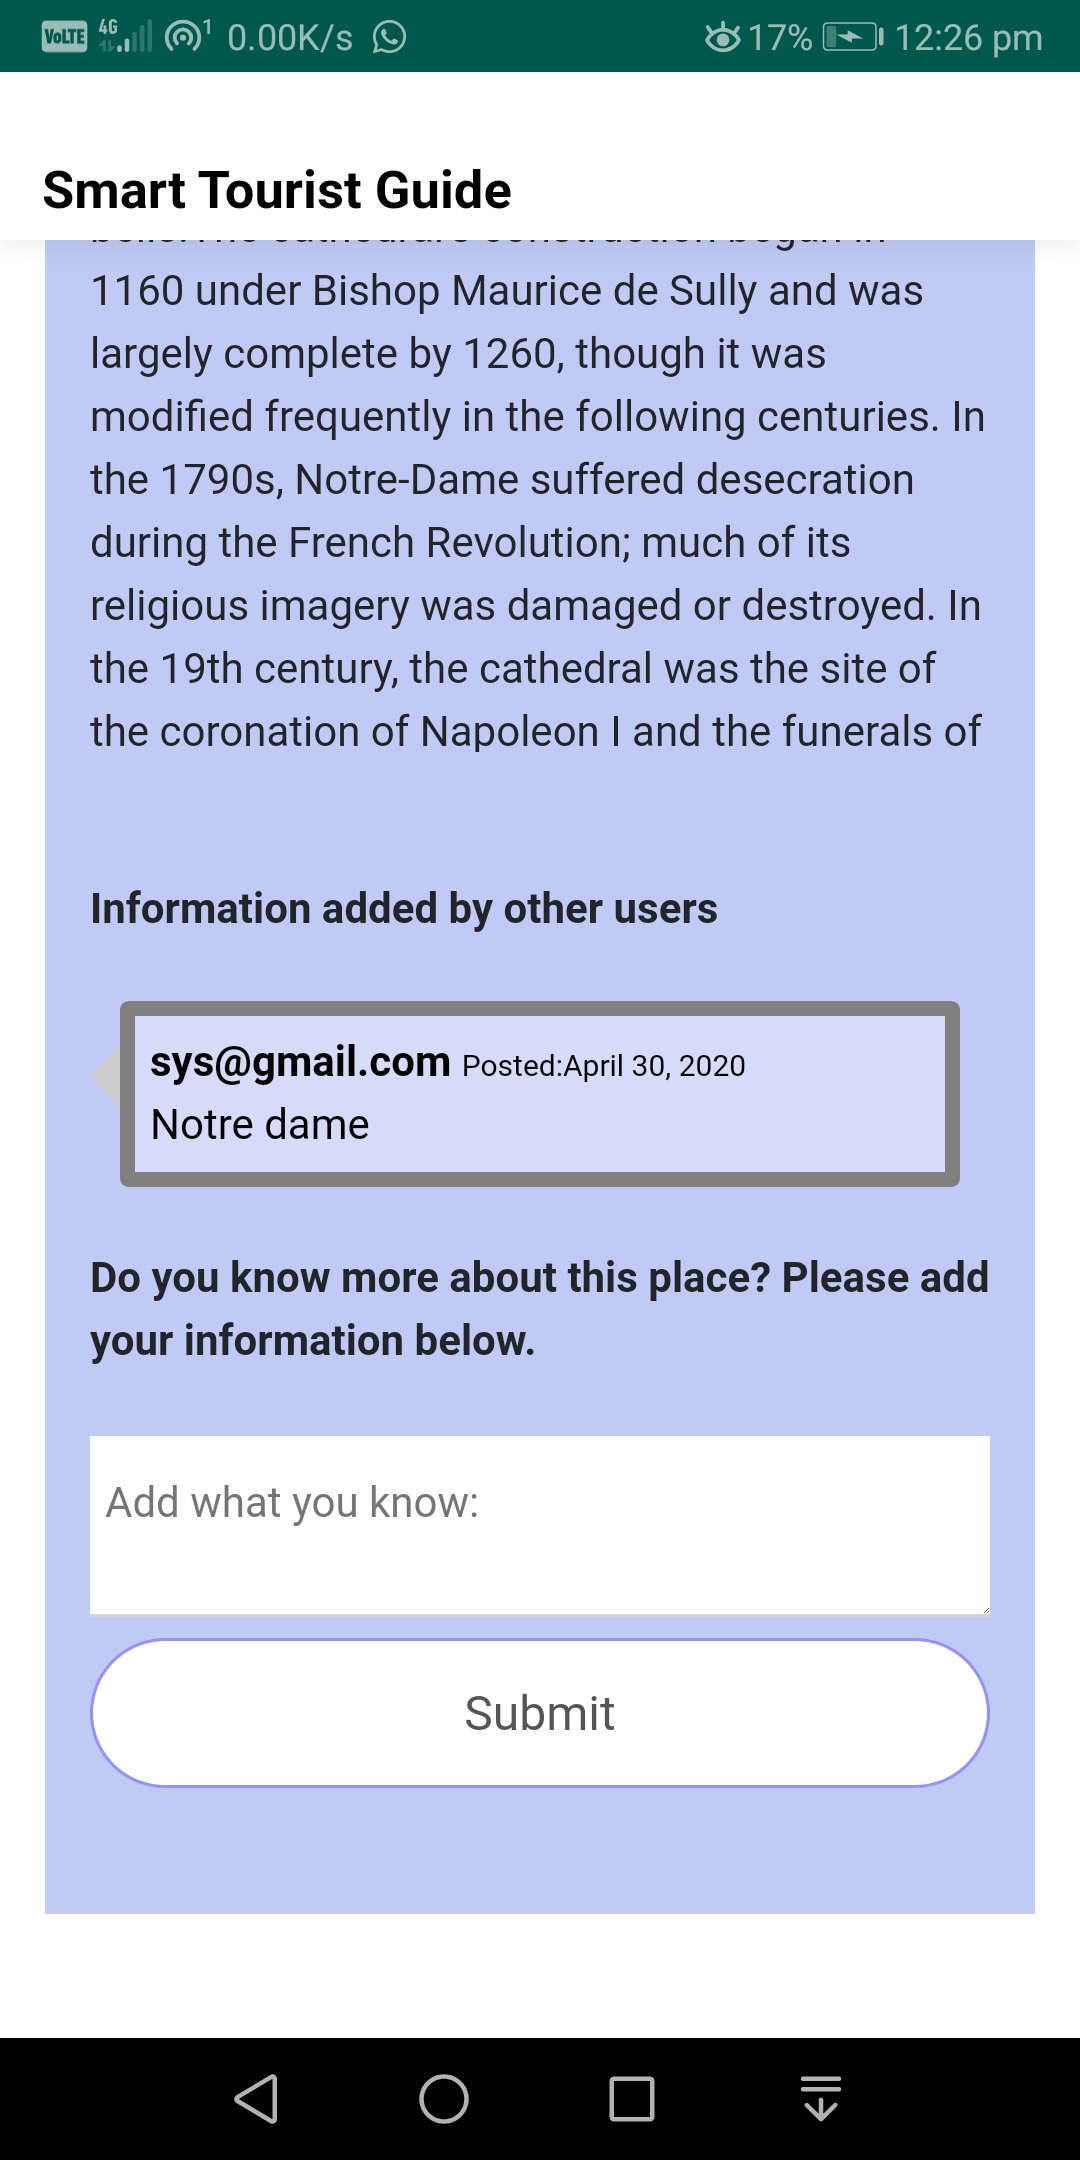 VoLTE 4G 1 0.00K/s 17% 12:26 pm
Smart Tourist Guide
1160 under Bishop Maurice de Sully and was
largely complete by 1260, though it was
modified frequently in the following centuries. In
the 1790s, Notre-Dame suffered desecration
during the French Revolution; much of its
religious imagery was damaged or destroyed. In
the 19th century, the cathedral was the site of
the coronation of Napoleon I and the funerals of
Information added by other users
sys@gmail.com Posted:April 30, 2020
Notre dame
Do you know more about this place? Please add
your information below.
Add what you know:
Submit